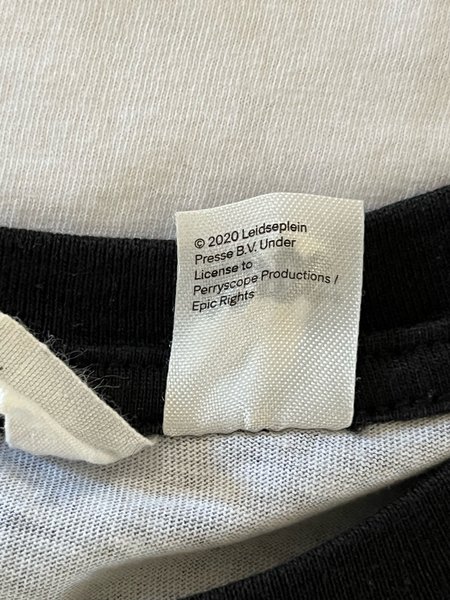 © 2020 Leidseplein
Presse B.V. Under
License to
Perryscope Productions /
Epic Rights